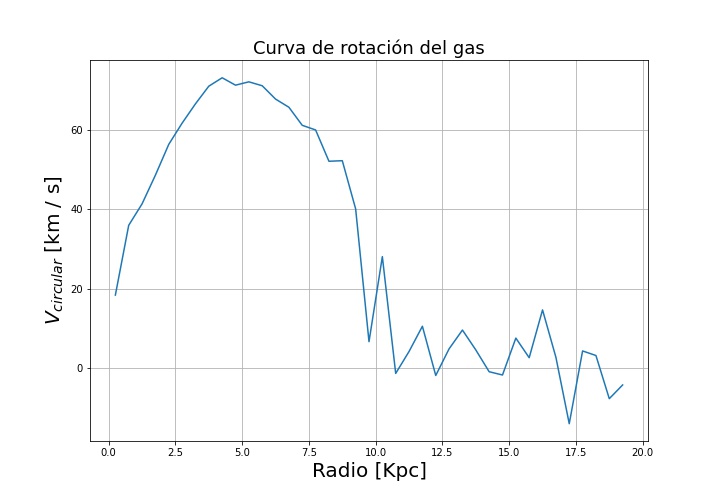 Curva de rotación del gas
60
40
20
0
V_circular [km / s]
0.0 2.5 5.0 7.5 10.0 12.5 15.0 17.5 20.0
Radio [Kpc]